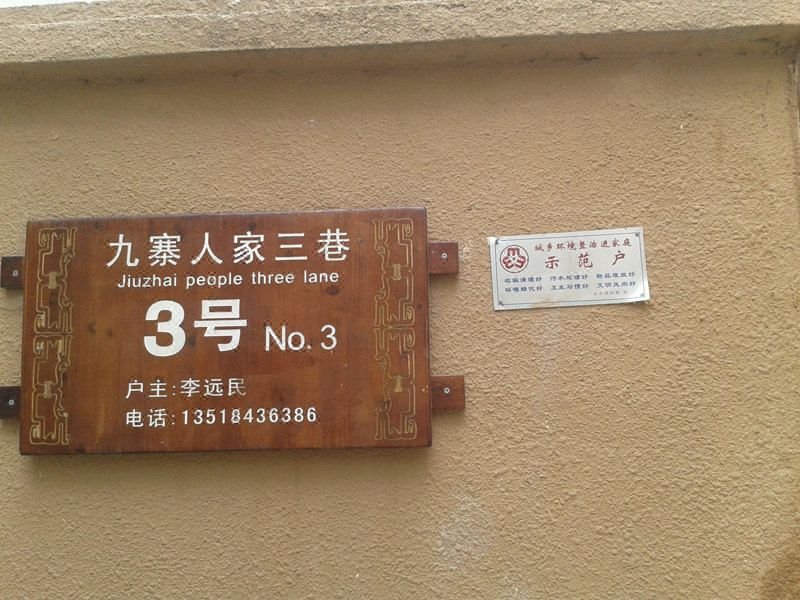 九寨人家三巷
Jiuzhai people three lane
3号 No. 3
户主:李远民
电话:13518436386
城乡环境整治进家庭
示范户
垃圾清理好 污水处理好 物品摆放好
环境绿化好 卫生习惯好 文明风尚好